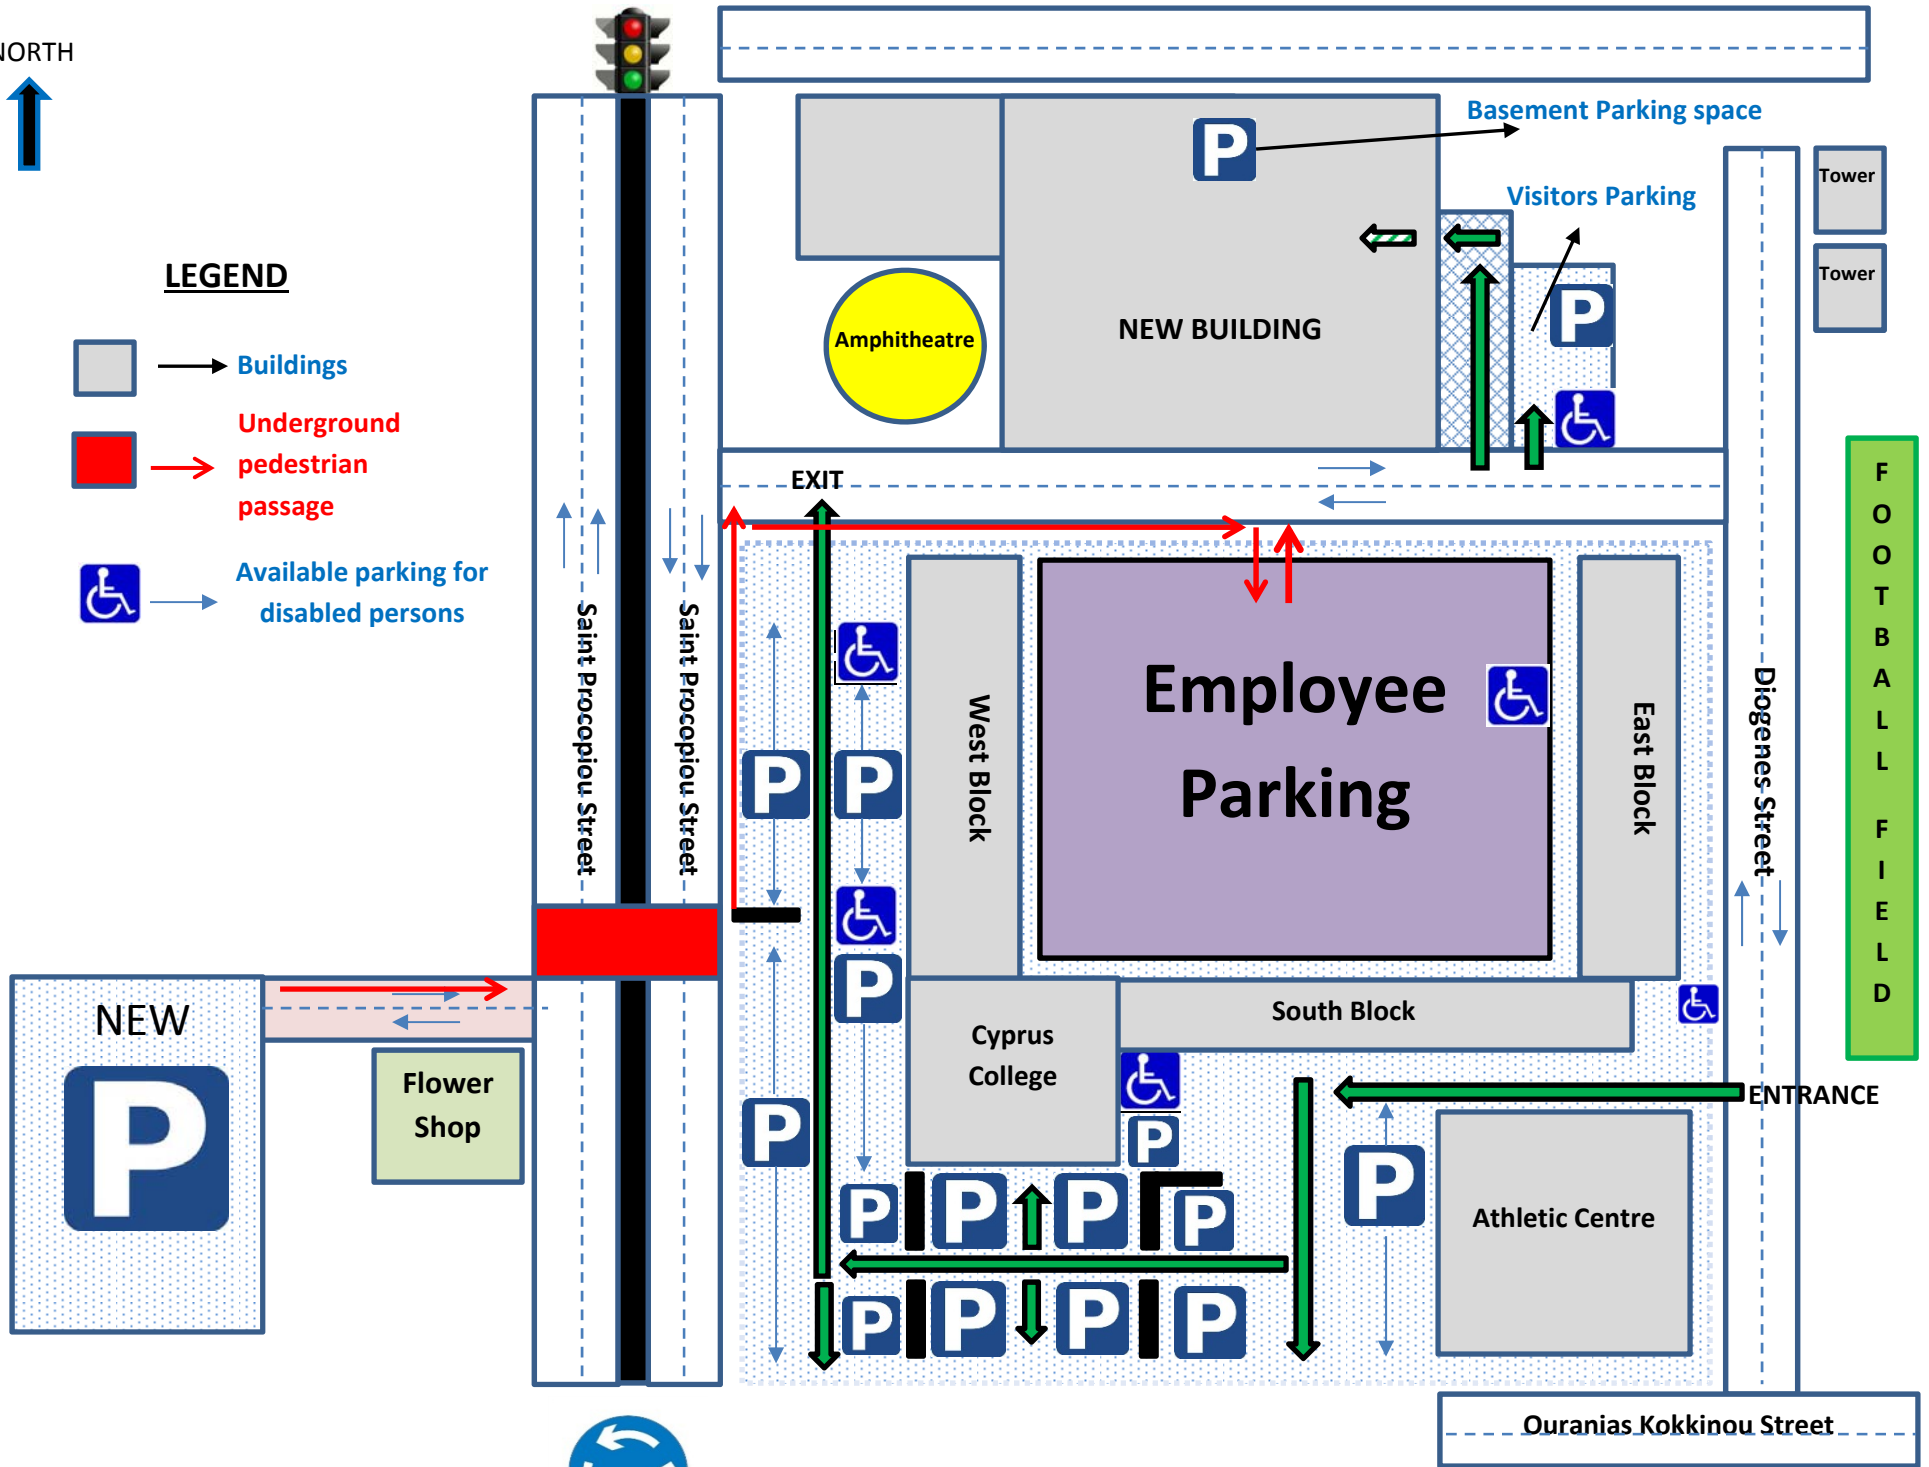 NORTH
Basement Parking space
Visitors Parking
Tower
Tower
LEGEND
Buildings
Underground
pedestrian
passage
Available parking for
disabled persons
P
P
Amphitheatre
NEW BUILDING
EXIT
Saint Procopiou Street
Saint Procopiou Street
West Block
Employee
Parking
East Block
Diogenes Street
FOOTBALL FIELD
P
P
P
NEW
P
Flower
Shop
Cyprus
College
South Block
ENTRANCE
P
P
P
Athletic Centre
P
P
P
P
P
P
P
P
Ouranias Kokkinou Street